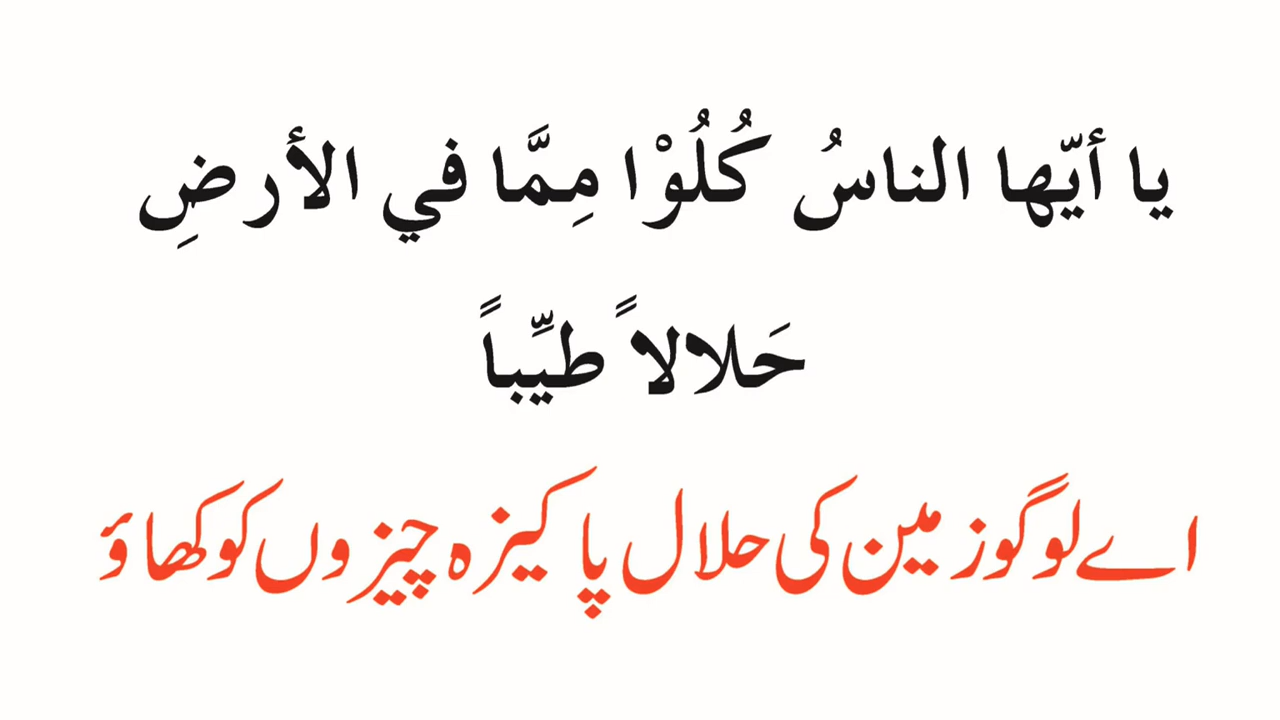 يا أيّها الناسُ كُلُوْا مِمَّا في الأرضِ
حَلالاً طيِّباً
اے لوگو زمین کی حلال پاکیزہ چیزوں کو کھاؤ